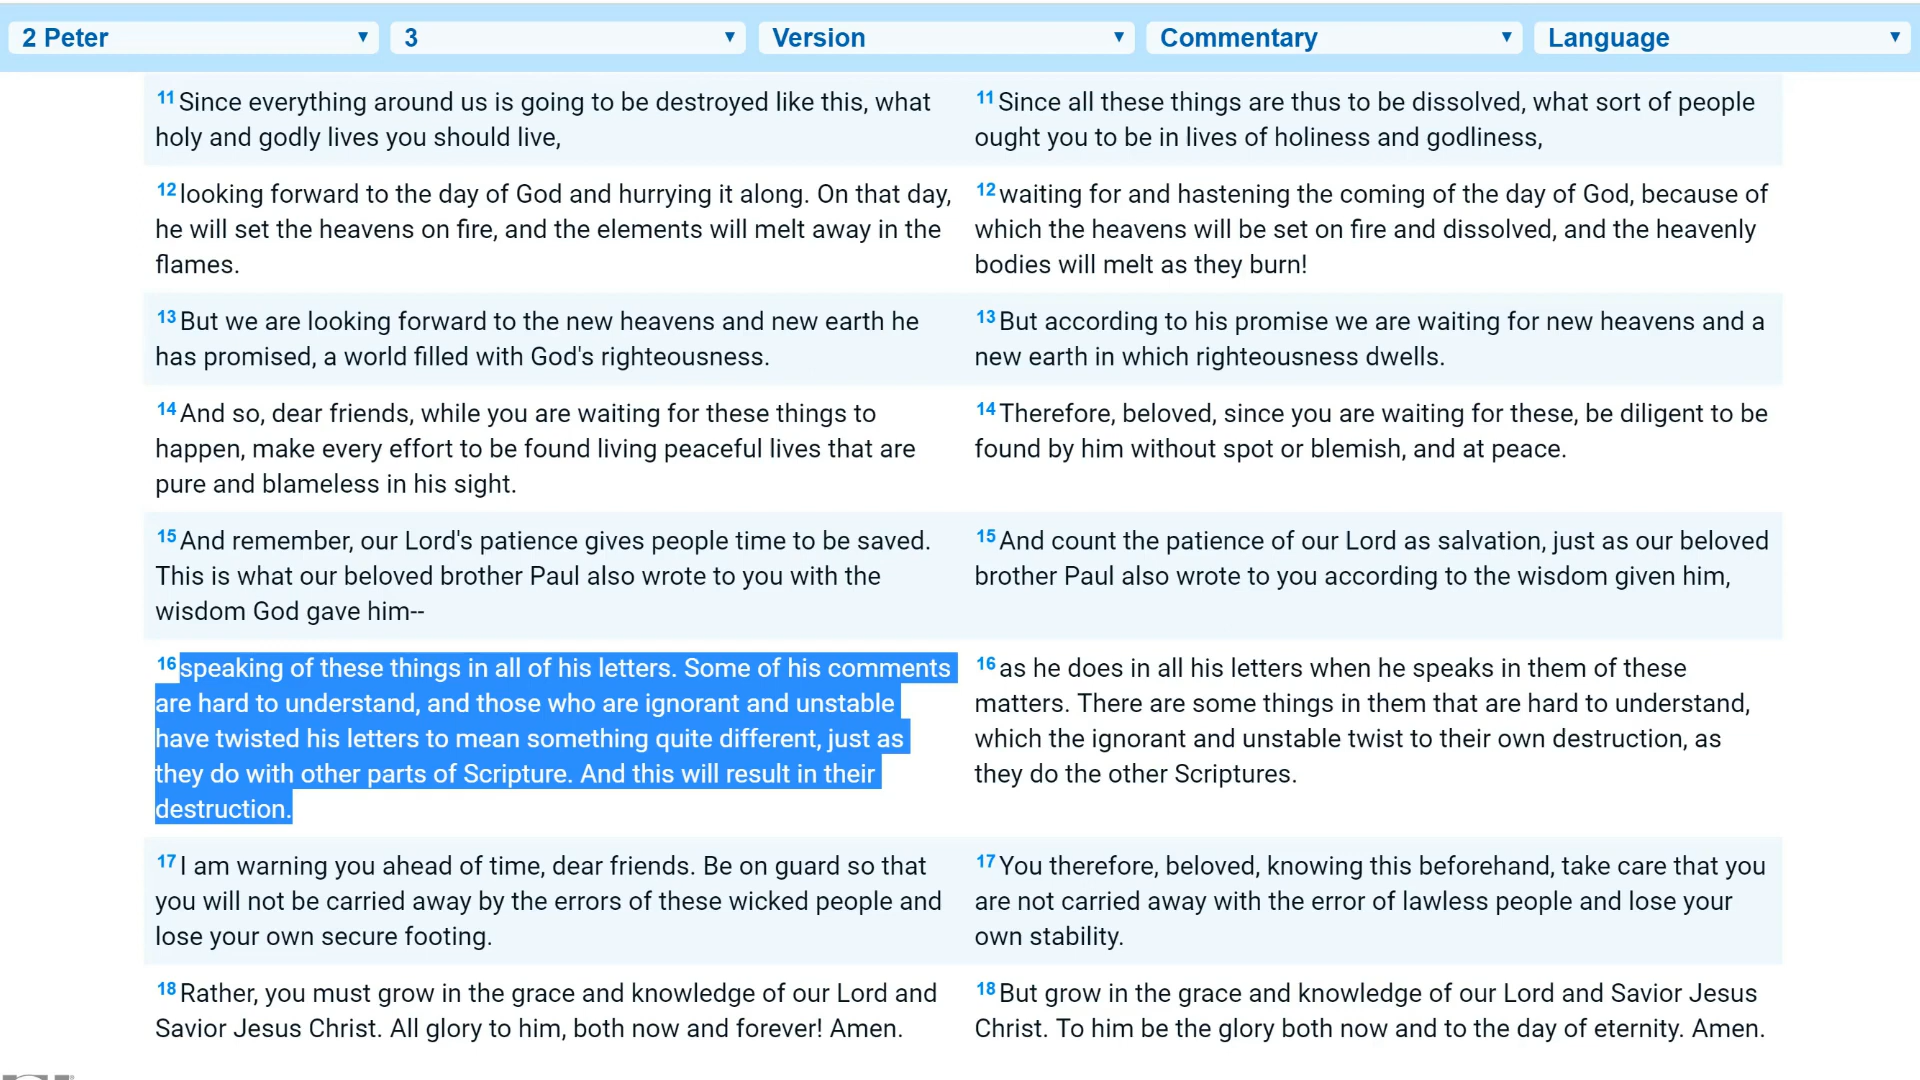 2 Peter
3
Version
Commentary
Language
11 Since everything around us is going to be destroyed like this, what
holy and godly lives you should live,
12 looking forward to the day of God and hurrying it along. On that day,
he will set the heavens on fire, and the elements will melt away in the
flames.
13 But we are looking forward to the new heavens and new earth he
has promised, a world filled with God's righteousness.
14 And so, dear friends, while you are waiting for these things to
happen, make every effort to be found living peaceful lives that are
pure and blameless in his sight.
15 And remember, our Lord's patience gives people time to be saved.
This is what our beloved brother Paul also wrote to you with the
wisdom God gave him--
16 speaking of these things in all of his letters. Some of his comments
are hard to understand, and those who are ignorant and unstable
have twisted his letters to mean something quite different, just as
they do with other parts of Scripture. And this will result in their
destruction.
17 I am warning you ahead of time, dear friends. Be on guard so that
you will not be carried away by the errors of these wicked people and
lose your own secure footing.
18 Rather, you must grow in the grace and knowledge of our Lord and
Savior Jesus Christ. All glory to him, both now and forever! Amen.
11 Since all these things are thus to be dissolved, what sort of people
ought you to be in lives of holiness and godliness,
12 waiting for and hastening the coming of the day of God, because of
which the heavens will be set on fire and dissolved, and the heavenly
bodies will melt as they burn!
13 But according to his promise we are waiting for new heavens and a
new earth in which righteousness dwells.
14 Therefore, beloved, since you are waiting for these, be diligent to be
found by him without spot or blemish, and at peace.
15 And count the patience of our Lord as salvation, just as our beloved
brother Paul also wrote to you according to the wisdom given him,
16 as he does in all his letters when he speaks in them of these
matters. There are some things in them that are hard to understand,
which the ignorant and unstable twist to their own destruction, as
they do the other Scriptures.
17 You therefore, beloved, knowing this beforehand, take care that you
are not carried away with the error of lawless people and lose your
own stability.
18 But grow in the grace and knowledge of our Lord and Savior Jesus
Christ. To him be the glory both now and to the day of eternity. Amen.